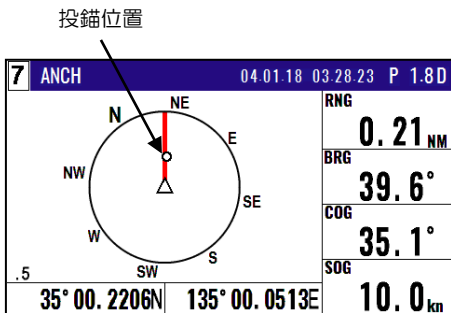 投錨位置
7 ANCH 04.01.18 03.28.23 P 1.8D
N
NE
E
SE
S
SW
W
NW
.5
RNG
0.21NM
BRG
39.6°
COG
35.1°
SOG
10.0kn
35°00.2206N 135°00.0513E